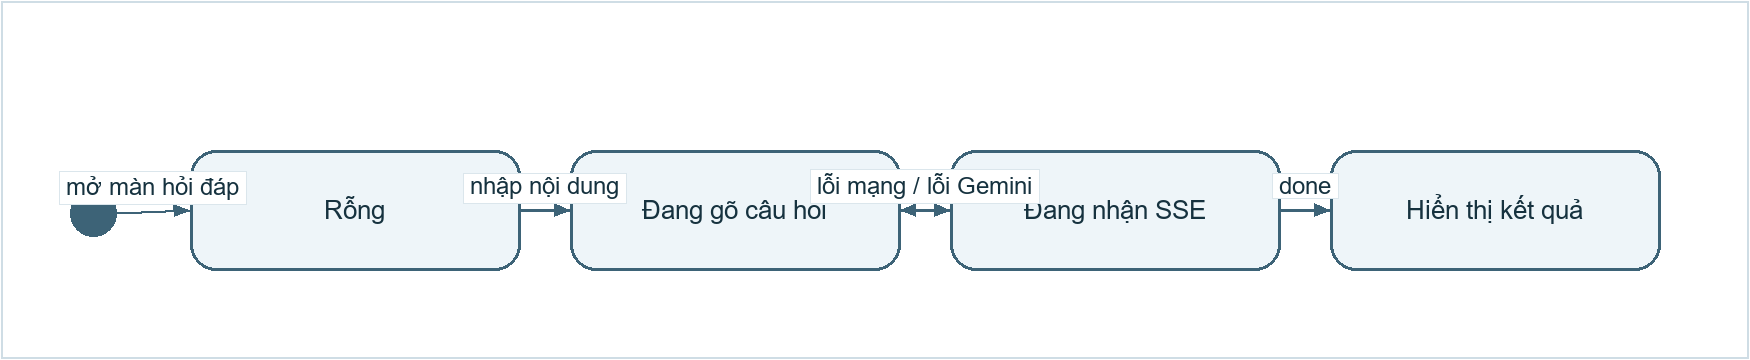 mở màn hỏi đáp
nhập nội dung
lỗi mạng / lỗi Gemini
done
Rỗng
Đang gõ câu hỏi
Đang nhận SSE
Hiển thị kết quả